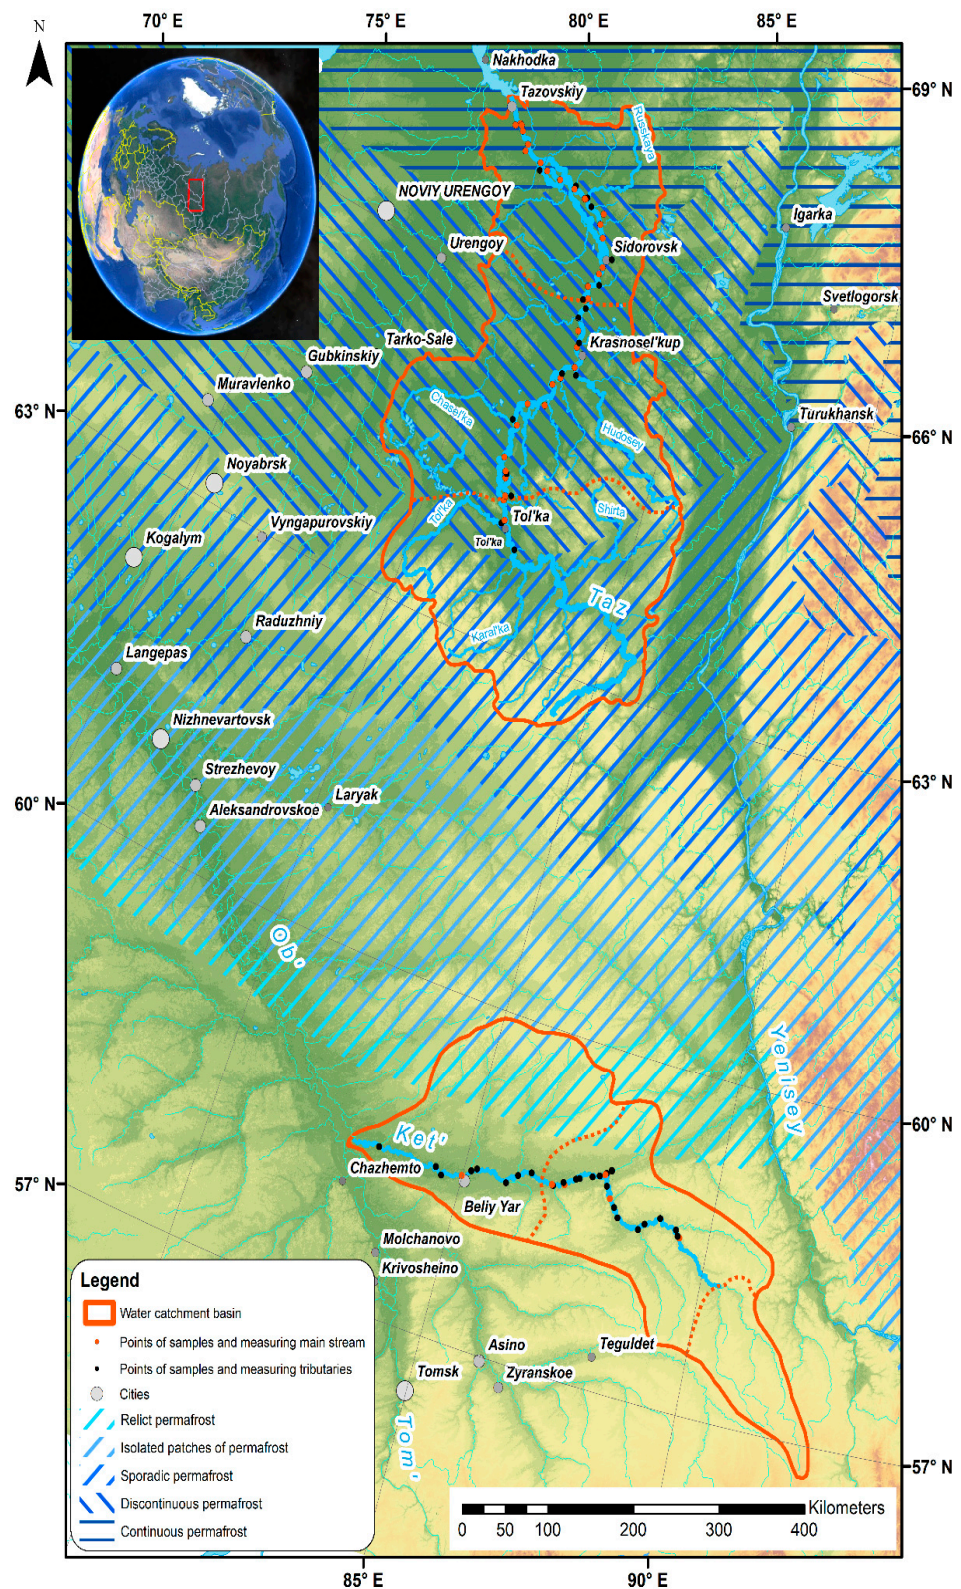 N
70° E
75° E
80° E
85° E
Nakhodka
69° N
Tazovskiy
Russkaya
NOVIY URENGOY
Igarka
Urengoy
Sidorovsk
Svetlogorsk
Tarko-Sale
Krasnosel'kup
Gubkinskiy
Muravlenko
Chasel'ka
63° N
Turukhansk
Hudosey
66° N
Noyabrsk
Tol'ka
Shirta
Vyngapurovskiy
Tol'ka
Kogalym
Tol'ka
Taz
Raduzhniy
Karal'ka
Langepas
Nizhnevartovsk
Strezhevoy
63° N
Laryak
60° N
Aleksandrovskoe
Ob'
Yenisey
60° N
Ket'
Chazhemto
57° N
Beliy Yar
Molchanovo
Krivosheino
Legend
Water catchment basin
Points of samples and measuring main stream
Points of samples and measuring tributaries
Cities
Relict permafrost
Isolated patches of permafrost
Sporadic permafrost
Discontinuous permafrost
Continuous permafrost
Asino
Teguldet
Tomsk
Zyranskoe
Tom'
57° N
Kilometers
0 50 100 200 300 400
85° E
90° E